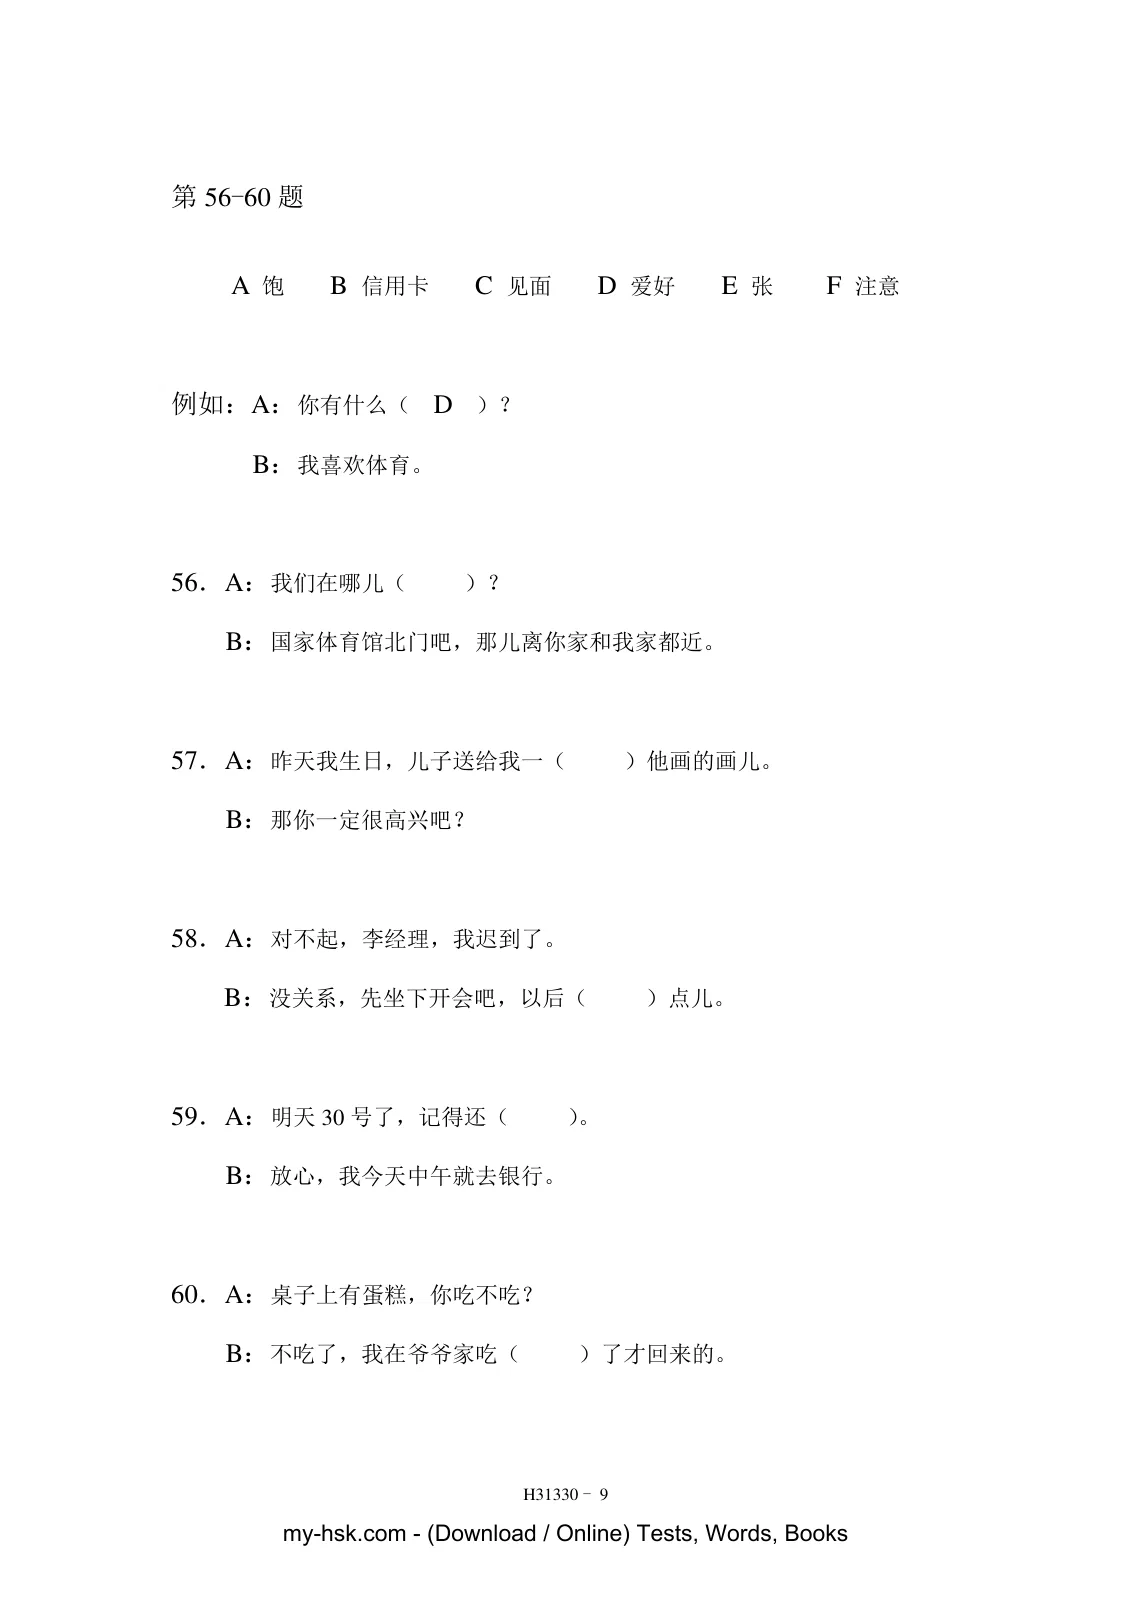 第 56-60 题
A 饱 B 信用卡 C 见面 D 爱好 E 张 F 注意
例如：A：你有什么（ D ）？
B：我喜欢体育。
56．A：我们在哪儿（ ）？
B：国家体育馆北门吧，那儿离你家和我家都近。
57．A：昨天我生日，儿子送给我一（ ）他画的画儿。
B：那你一定很高兴吧？
58．A：对不起，李经理，我迟到了。
B：没关系，先坐下开会吧，以后（ ）点儿。
59．A：明天 30 号了，记得还（ ）。
B：放心，我今天中午就去银行。
60．A：桌子上有蛋糕，你吃不吃？
B：不吃了，我在爷爷家吃（ ）了才回来的。
H31330 - 9
my-hsk.com - (Download / Online) Tests, Words, Books